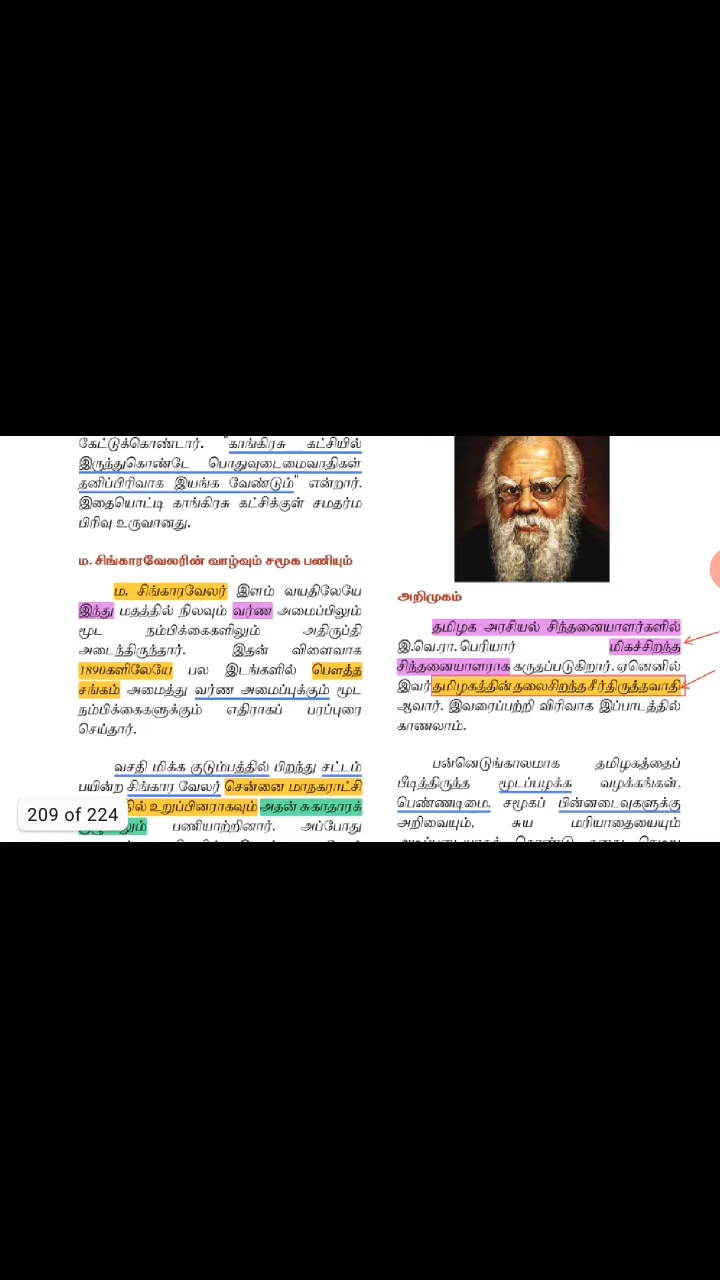 கேட்டுக்கொண்டார். "காங்கிரசு கட்சியில்
இருந்துகொண்டே பொதுவுடைமைவாதிகள்
தனிப்பிரிவாக இயங்க வேண்டும்" என்றார்.
இதையொட்டி காங்கிரசு கட்சிக்குள் சமதர்ம
பிரிவு உருவானது.
ம. சிங்காரவேலரின் வாழ்வும் சமூக பணியும்
ம. சிங்காரவேலர் இளம் வயதிலேயே
இந்து மதத்தில் நிலவும் வர்ண அமைப்பிலும்
மூட நம்பிக்கைகளிலும் அதிருப்தி
அடைந்திருந்தார். இதன் விளைவாக
1890களிலேயே பல இடங்களில் பௌத்த
சங்கம் அமைத்து வர்ண அமைப்புக்கும் மூட
நம்பிக்கைகளுக்கும் எதிராகப் பரப்புரை
செய்தார்.
வசதி மிக்க குடும்பத்தில் பிறந்து சட்டம்
பயின்ற சிங்கார வேலர் சென்னை மாநகராட்சி
உறுப்பினராகவும் அதன் சுகாதாரக்
பணியாற்றினார். அப்போது
209 of 224
அறிமுகம்
தமிழக அரசியல் சிந்தனையாளர்களில்
இ.வெ.ரா. பெரியார் மிகச்சிறந்த
சிந்தனையாளராக கருதப்படுகிறார். ஏனெனில்
இவர் தமிழகத்தின் தலைசிறந்த சீர்திருத்தவாதி
ஆவார். இவரைப்பற்றி விரிவாக இப்பாடத்தில்
காணலாம்.
பன்னெடுங்காலமாக தமிழகத்தைப்
பீடித்திருந்த மூடப்பழக்க வழக்கங்கள்,
பெண்ணடிமை, சமூகப் பின்னடைவுகளுக்கு
அறிவையும், சுய மரியாதையையும்